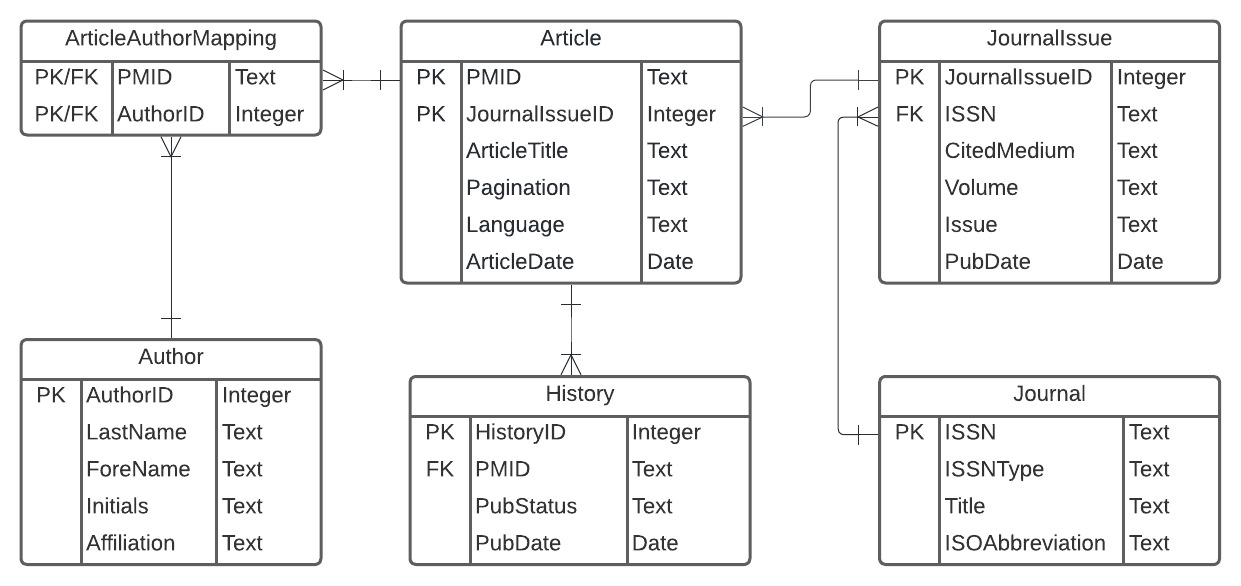 ArticleAuthorMapping
PK/FK PMID Text
PK/FK AuthorID Integer
Article
PK PMID Text
PK JournalIssueID Integer
ArticleTitle Text
Pagination Text
Language Text
ArticleDate Date
JournalIssue
PK JournalIssueID Integer
FK ISSN Text
CitedMedium Text
Volume Text
Issue Text
PubDate Date
Author
PK AuthorID Integer
LastName Text
ForeName Text
Initials Text
Affiliation Text
History
PK HistoryID Integer
FK PMID Text
PubStatus Text
PubDate Date
Journal
PK ISSN Text
ISSNType Text
Title Text
ISOAbbreviation Text